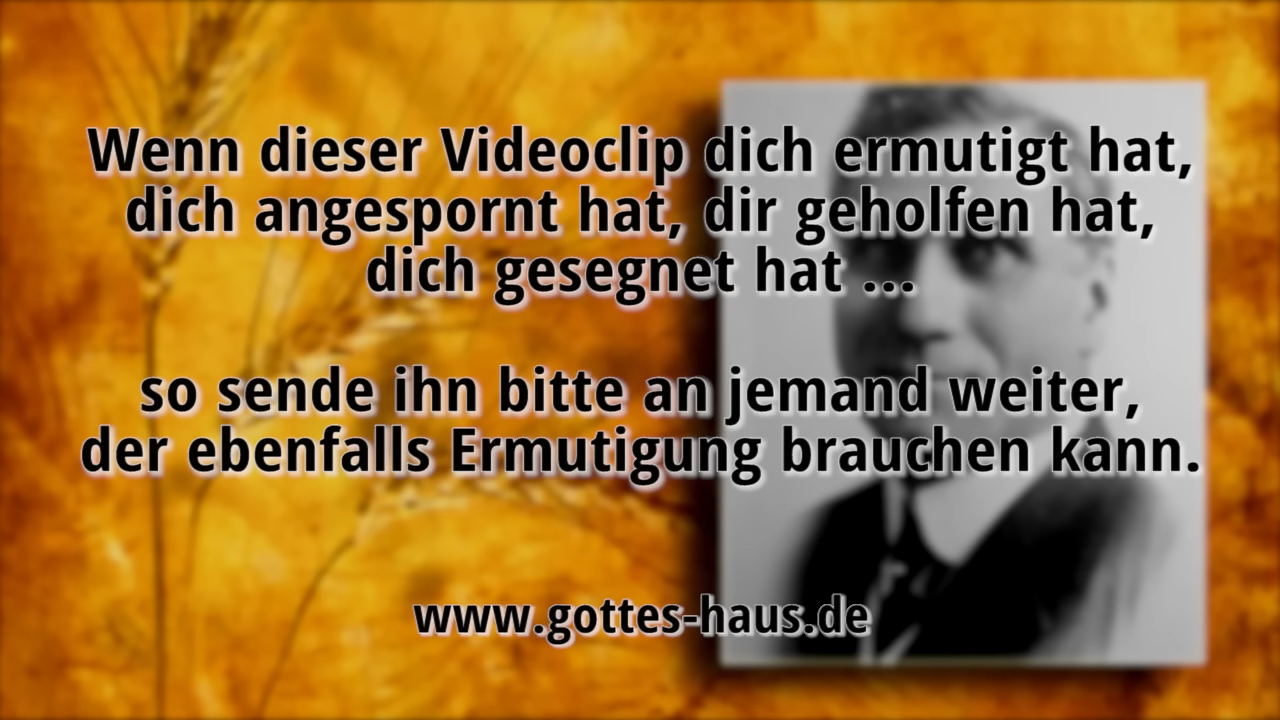 Wenn dieser Videoclip dich ermutigt hat,
dich angespornt hat, dir geholfen hat,
dich gesegnet hat ...
so sende ihn bitte an jemand weiter,
der ebenfalls Ermutigung brauchen kann.
www.gottes-haus.de